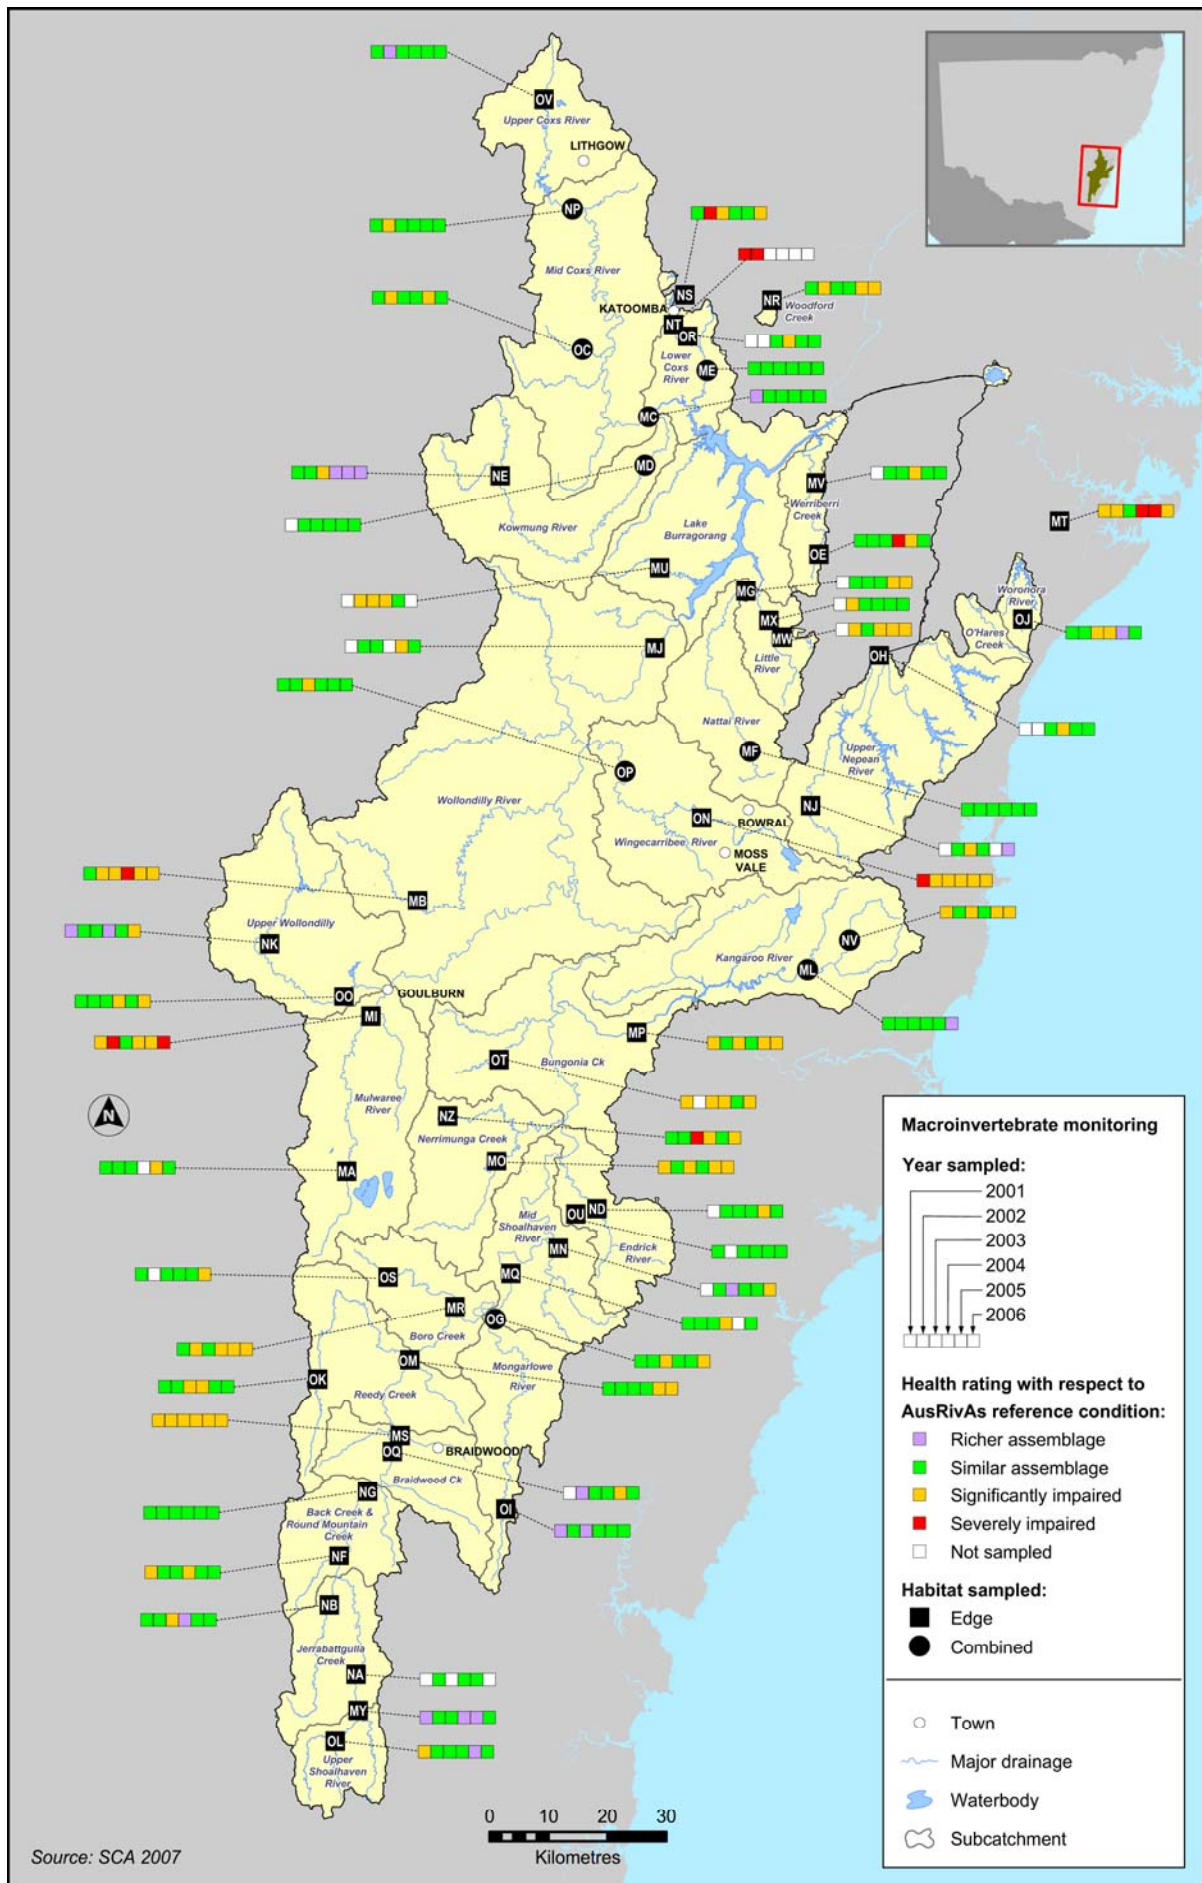 OV
Upper Coxs River
LITHGOW
NP
Mid Coxs River
NS
KATOOMBA
NR
Woodford
Creek
NT
OR
OC
Lower
Coxs
River
ME
MC
MD
NE
MV
Kowmung River
Lake
Burragorang
Werriberri
Creek
MT
OE
MU
MG
Woronora
River
MX
OJ
MW
O'Hares
Creek
MJ
OH
Little
River
Nattai River
MF
Upper
Nepean
River
OP
Wollondilly River
NJ
ON
BOWRAL
Wingecarribee River
MOSS
VALE
MB
Upper Wollondilly
NK
NV
Kangaroo River
ML
OO
GOULBURN
MI
MP
OT
Bungonia Ck
Mulwaree
River
N
NZ
Nerrimunga Creek
MO
MA
ND
OU
Mid
Shoalhaven
River
Endrick
River
MN
OS
MQ
MR
OG
Boro Creek
OM
Mongarlowe
River
OK
Reedy Creek
MS
OQ
BRAIDWOOD
Braidwood Ck
NG
OI
Back Creek &
Round Mountain
Creek
NF
NB
Jerrabattgulla
Creek
NA
MY
OL
Upper
Shoalhaven
River
Macroinvertebrate monitoring
Year sampled:
2001
2002
2003
2004
2005
2006
Health rating with respect to
AusRivAs reference condition:
Richer assemblage
Similar assemblage
Significantly impaired
Severely impaired
Not sampled
Habitat sampled:
Edge
Combined
Town
Major drainage
Waterbody
Subcatchment
0 10 20 30
Kilometres
Source: SCA 2007